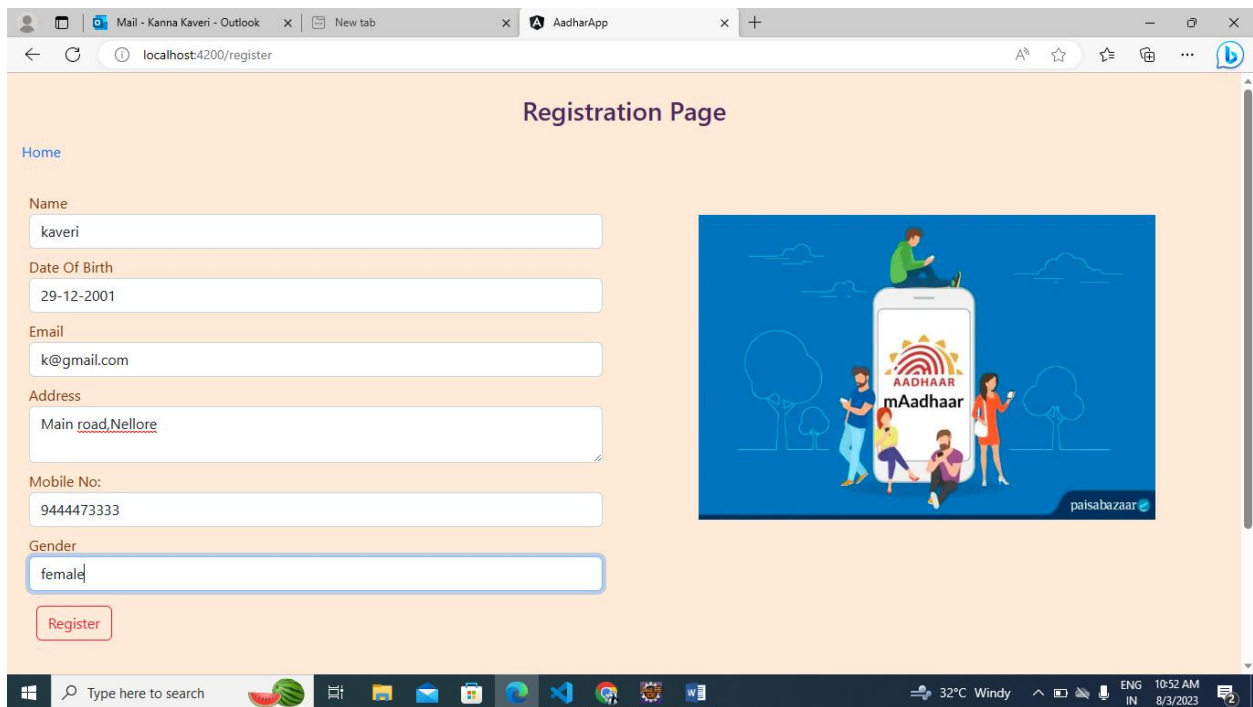 Mail - Kanna Kaveri - Outlook
New tab
AadharApp
localhost:4200/register
Registration Page
Home
Name
kaveri
Date Of Birth
29-12-2001
Email
k@gmail.com
Address
Main road,Nellore
Mobile No:
9444473333
Gender
female
Register
AADHAAR
mAadhaar
paisabazaar
Type here to search
32°C Windy
ENG
IN
10:52 AM
8/3/2023
2